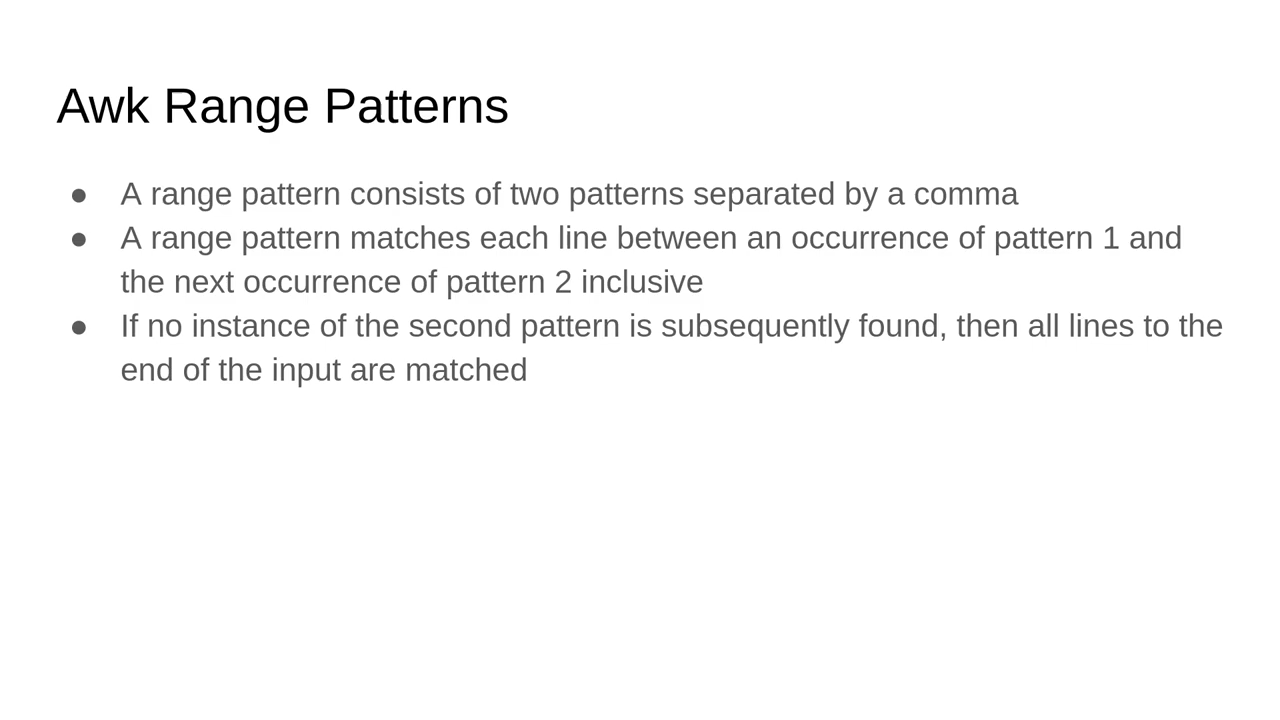 Awk Range Patterns
● A range pattern consists of two patterns separated by a comma
● A range pattern matches each line between an occurrence of pattern 1 and
the next occurrence of pattern 2 inclusive
● If no instance of the second pattern is subsequently found, then all lines to the
end of the input are matched